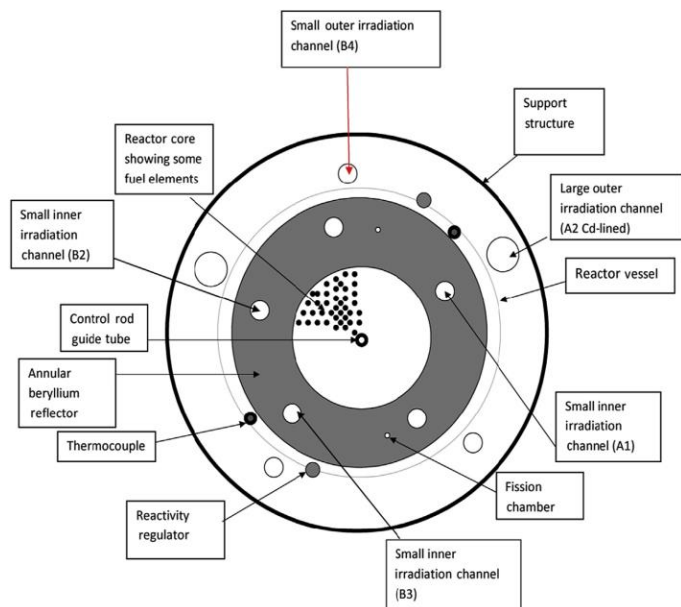 Small outer irradiation
channel (B4)
Support
structure
Reactor core
showing some
fuel elements
Large outer
irradiation channel
(A2 Cd-lined)
Small inner
irradiation
channel (B2)
Reactor vessel
Control rod
guide tube
Annular
beryllium
reflector
Small inner
irradiation
channel (A1)
Thermocouple
Fission
chamber
Reactivity
regulator
Small inner
irradiation channel
(B3)